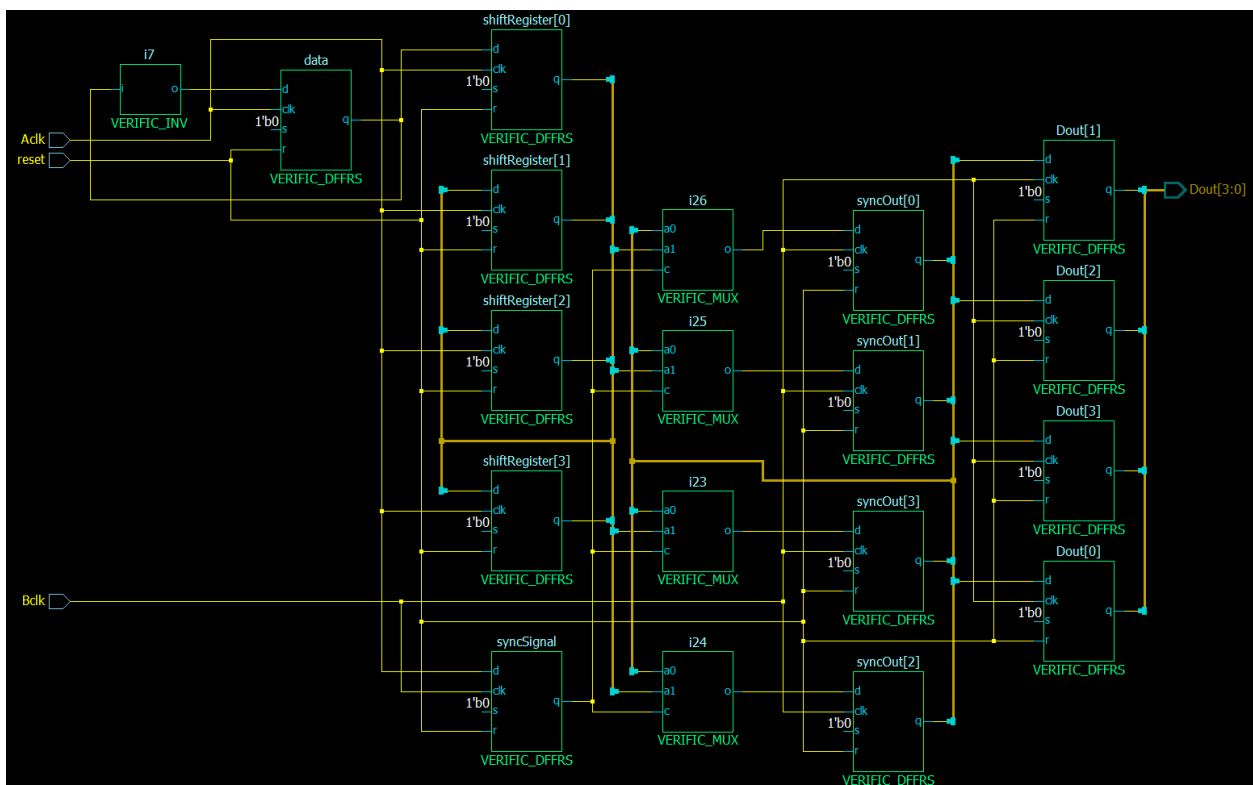 i7
i
o
VERIFIC_INV
data
d
clk
1'b0
s
r
q
VERIFIC_DFFRS
Aclk
reset
Bclk
shiftRegister[0]
d
clk
1'b0
s
r
q
VERIFIC_DFFRS
shiftRegister[1]
d
clk
1'b0
s
r
q
VERIFIC_DFFRS
shiftRegister[2]
d
clk
1'b0
s
r
q
VERIFIC_DFFRS
shiftRegister[3]
d
clk
1'b0
s
r
q
VERIFIC_DFFRS
syncSignal
d
clk
1'b0
s
r
q
VERIFIC_DFFRS
i26
a0
a1
c
o
VERIFIC_MUX
i25
a0
a1
c
o
VERIFIC_MUX
i23
a0
a1
c
o
VERIFIC_MUX
i24
a0
a1
c
o
VERIFIC_MUX
syncOut[0]
d
clk
1'b0
s
r
q
VERIFIC_DFFRS
syncOut[1]
d
clk
1'b0
s
r
q
VERIFIC_DFFRS
syncOut[3]
d
clk
1'b0
s
r
q
VERIFIC_DFFRS
syncOut[2]
d
clk
1'b0
s
r
q
VERIFIC_DFFRS
Dout[1]
d
clk
1'b0
s
r
q
VERIFIC_DFFRS
Dout[2]
d
clk
1'b0
s
r
q
VERIFIC_DFFRS
Dout[3]
d
clk
1'b0
s
r
q
VERIFIC_DFFRS
Dout[0]
d
clk
1'b0
s
r
q
VERIFIC_DFFRS
Dout[3:0]